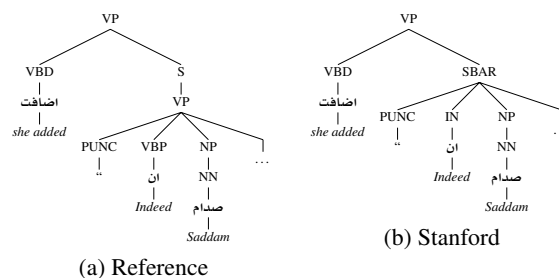 VP
VBD S
اضافت
she added
VP
PUNC VBP NP …
“ ان NN
Indeed صدام
Saddam
(a) Reference
VP
VBD SBAR
اضافت
she added
PUNC IN NP
“ ان NN
Indeed صدام
Saddam
(b) Stanford